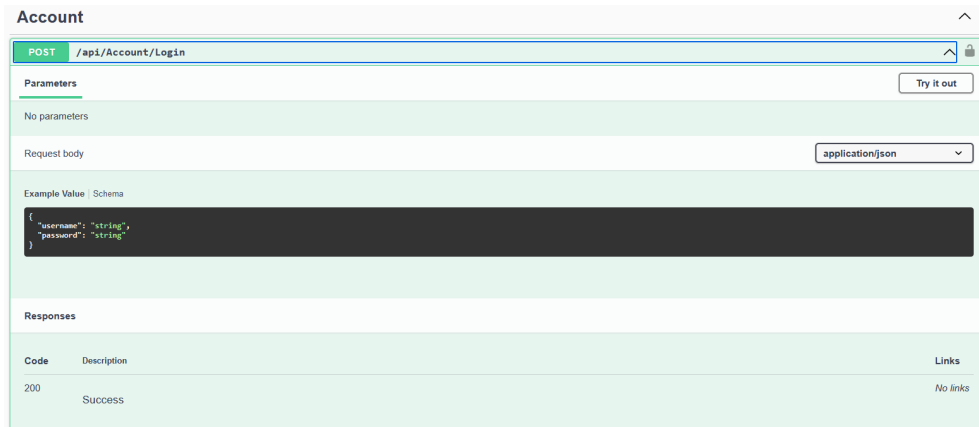 Account
POST /api/Account/Login
Parameters Try it out
No parameters
Request body application/json
Example Value | Schema
{
"username": "string",
"password": "string"
}
Responses
Code Description Links
200 Success No links